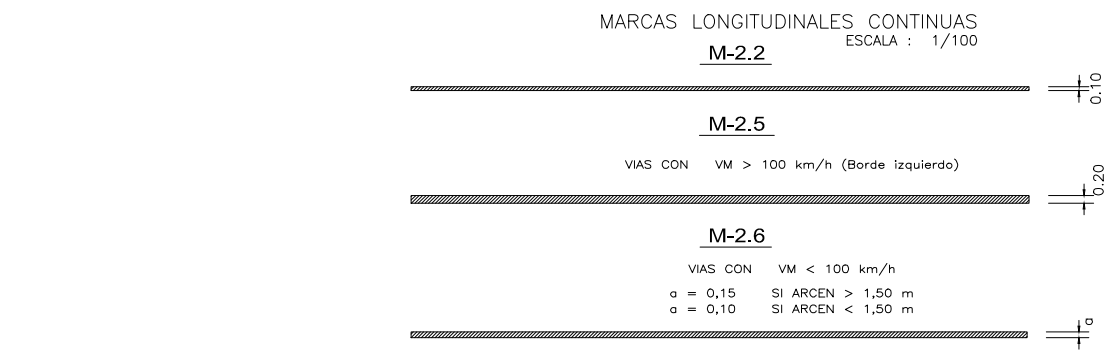 MARCAS LONGITUDINALES CONTINUAS
ESCALA : 1/100
M-2.2
0.10
M-2.5
VIAS CON VM > 100 km/h (Borde izquierdo)
0.20
M-2.6
VIAS CON VM < 100 km/h
a = 0,15 SI ARCEN > 1,50 m
a = 0,10 SI ARCEN < 1,50 m
a